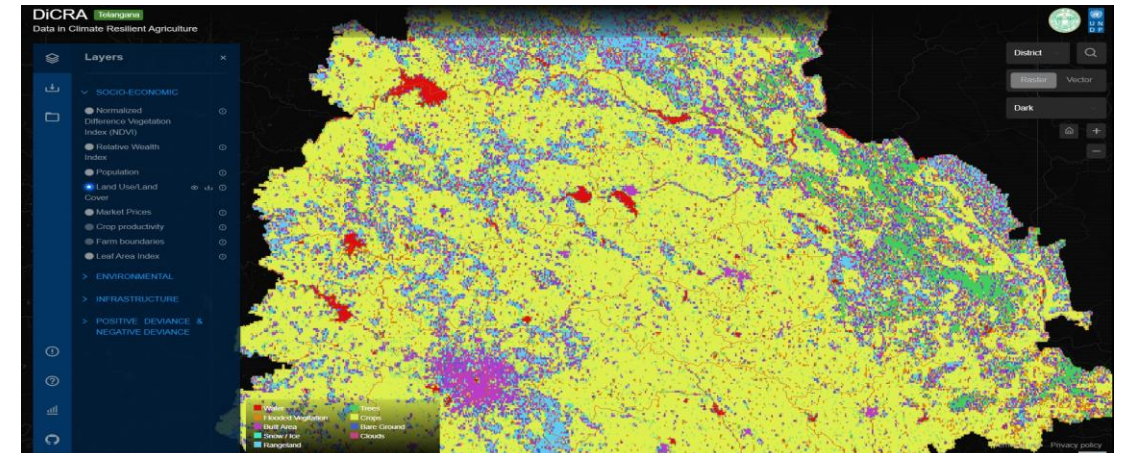 DiCRA Telangana
Data in Climate Resilient Agriculture
Layers ×
SOCIO-ECONOMIC
Normalized
Difference Vegetation
Index (NDVI)
Relative Wealth
Index
Population
Land Use/Land
Cover
Market Prices
Crop productivity
Farm boundaries
Leaf Area Index
> ENVIRONMENTAL
> INFRASTRUCTURE
> POSITIVE DEVIANCE &
NEGATIVE DEVIANCE
U N
D P
District
Raster Vector
Dark
+
−
Water Trees
Flooded Vegitation Crops
Built Area Bare Ground
Snow / Ice Clouds
Rangeland
Privacy policy